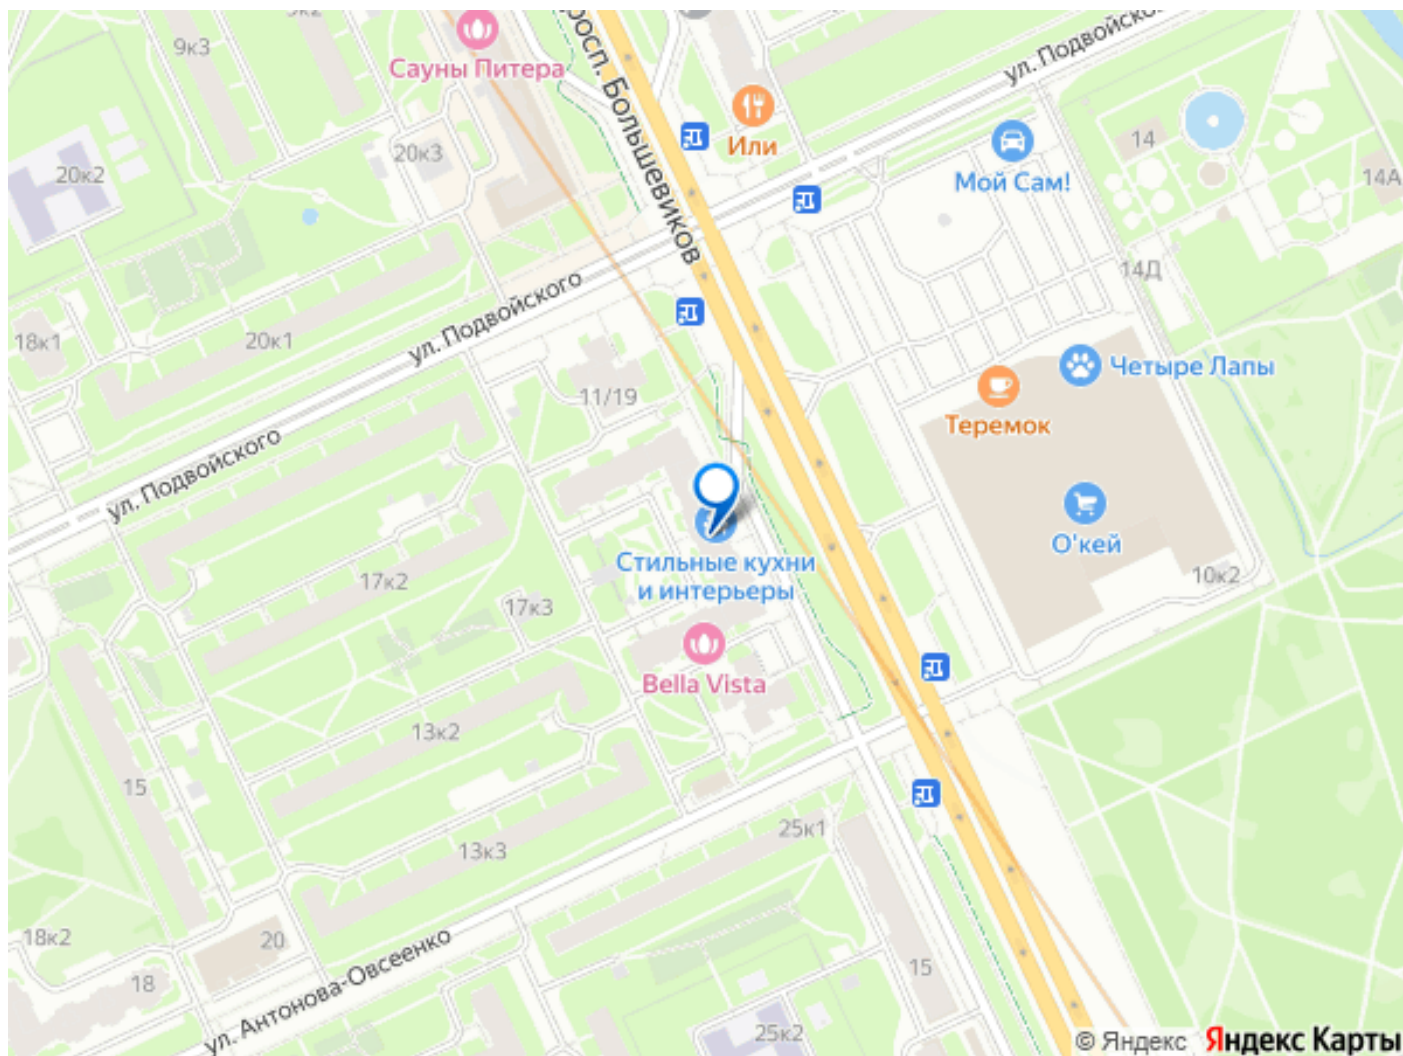 9к3
Сауны Питера
просп. Большевиков
ул. Подвойского
Или
Мой Сам!
14
14А
20к3
20к2
14Д
ул. Подвойского
18к1
20к1
11/19
Четыре Лапы
Теремок
ул. Подвойского
О'кей
Стильные кухни
и интерьеры
10к2
17к2
17к3
Bella Vista
13к2
15
25к1
13к3
18к2
20
ул. Антонова-Овсеенко
15
18
25к2
© Яндекс Яндекс Карты